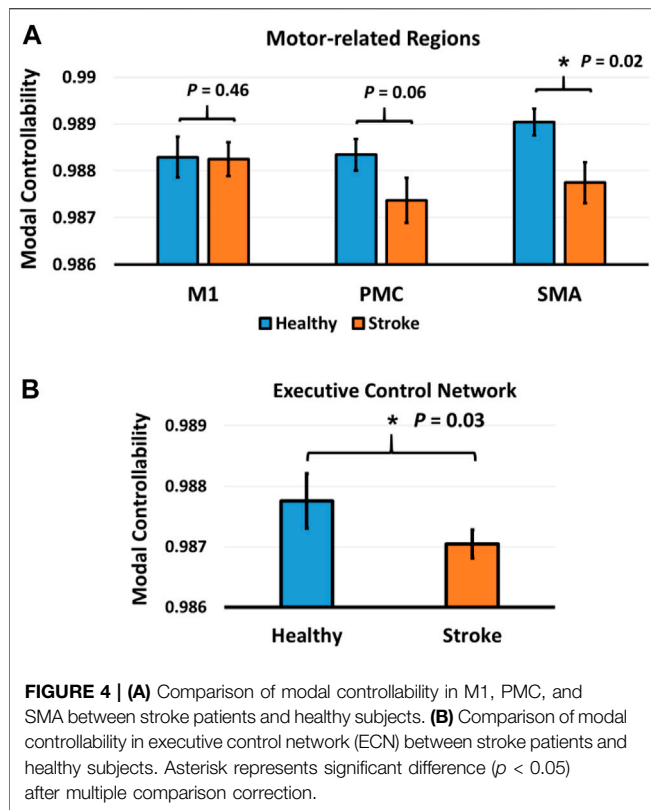 A
Motor-related Regions
Modal Controllability
0.99
0.989
0.988
0.987
0.986
P = 0.46
P = 0.06
* P = 0.02
M1 PMC SMA
Healthy Stroke
B
Executive Control Network
Modal Controllability
0.989
0.988
0.987
0.986
* P = 0.03
Healthy Stroke
FIGURE 4 | (A) Comparison of modal controllability in M1, PMC, and
SMA between stroke patients and healthy subjects. (B) Comparison of modal
controllability in executive control network (ECN) between stroke patients and
healthy subjects. Asterisk represents significant difference (p < 0.05)
after multiple comparison correction.